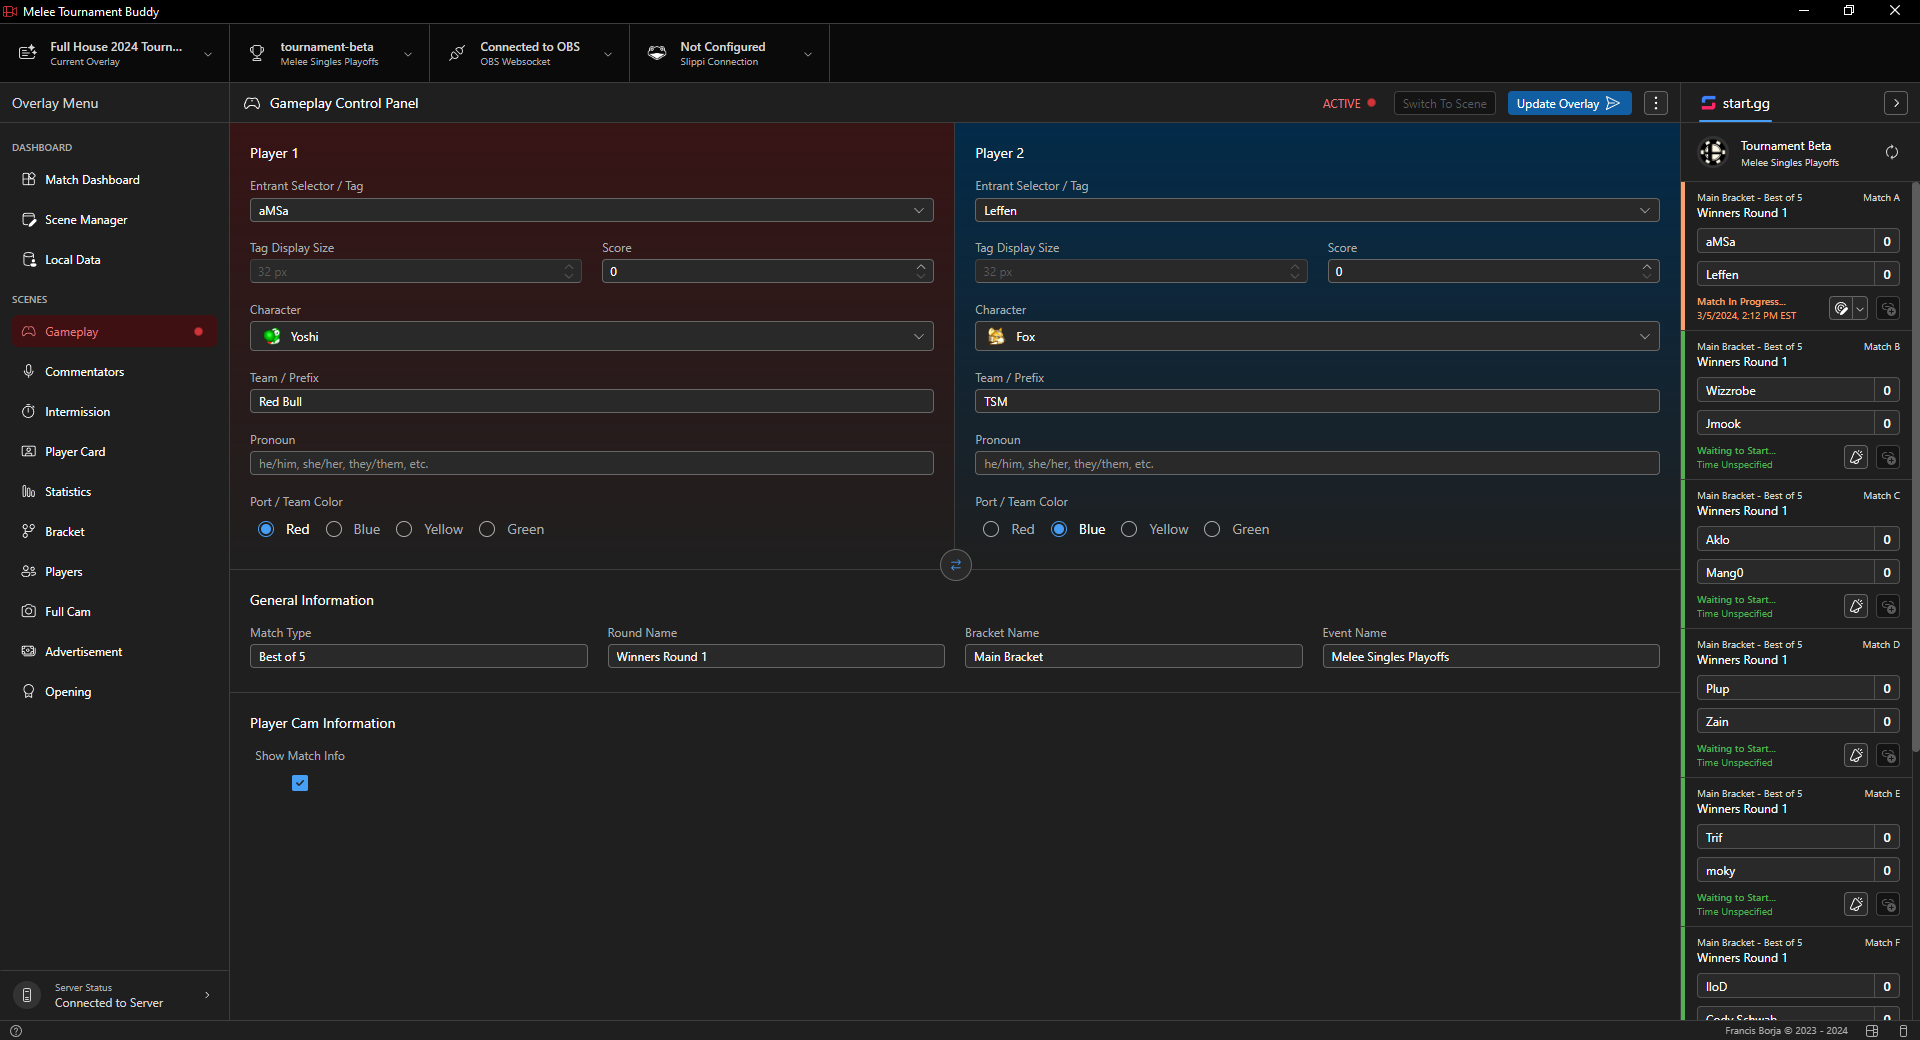 Melee Tournament Buddy
Full House 2024 Tourn...
Current Overlay
tournament-beta
Melee Singles Playoffs
Connected to OBS
OBS Websocket
Not Configured
Slippi Connection
Overlay Menu
DASHBOARD
Match Dashboard
Scene Manager
Local Data
SCENES
Gameplay
Commentators
Intermission
Player Card
Statistics
Bracket
Players
Full Cam
Advertisement
Opening
Server Status
Connected to Server
Gameplay Control Panel
ACTIVE
Switch To Scene
Update Overlay
Player 1
Entrant Selector / Tag
aMSa
Tag Display Size
Score
32 px
0
Character
Yoshi
Team / Prefix
Red Bull
Pronoun
he/him, she/her, they/them, etc.
Port / Team Color
Red Blue Yellow Green
Player 2
Entrant Selector / Tag
Leffen
Tag Display Size
Score
32 px
0
Character
Fox
Team / Prefix
TSM
Pronoun
he/him, she/her, they/them, etc.
Port / Team Color
Red Blue Yellow Green
General Information
Match Type
Best of 5
Round Name
Winners Round 1
Bracket Name
Main Bracket
Event Name
Melee Singles Playoffs
Player Cam Information
Show Match Info
start.gg
Tournament Beta
Melee Singles Playoffs
Main Bracket - Best of 5 Match A
Winners Round 1
aMSa 0
Leffen 0
Match In Progress...
3/5/2024, 2:12 PM EST
Main Bracket - Best of 5 Match B
Winners Round 1
Wizzrobe 0
Jmook 0
Waiting to Start...
Time Unspecified
Main Bracket - Best of 5 Match C
Winners Round 1
Aklo 0
Mang0 0
Waiting to Start...
Time Unspecified
Main Bracket - Best of 5 Match D
Winners Round 1
Plup 0
Zain 0
Waiting to Start...
Time Unspecified
Main Bracket - Best of 5 Match E
Winners Round 1
Trif 0
moky 0
Waiting to Start...
Time Unspecified
Main Bracket - Best of 5 Match F
Winners Round 1
lloD 0
Cody Schwab 0
Francis Borja © 2023 - 2024